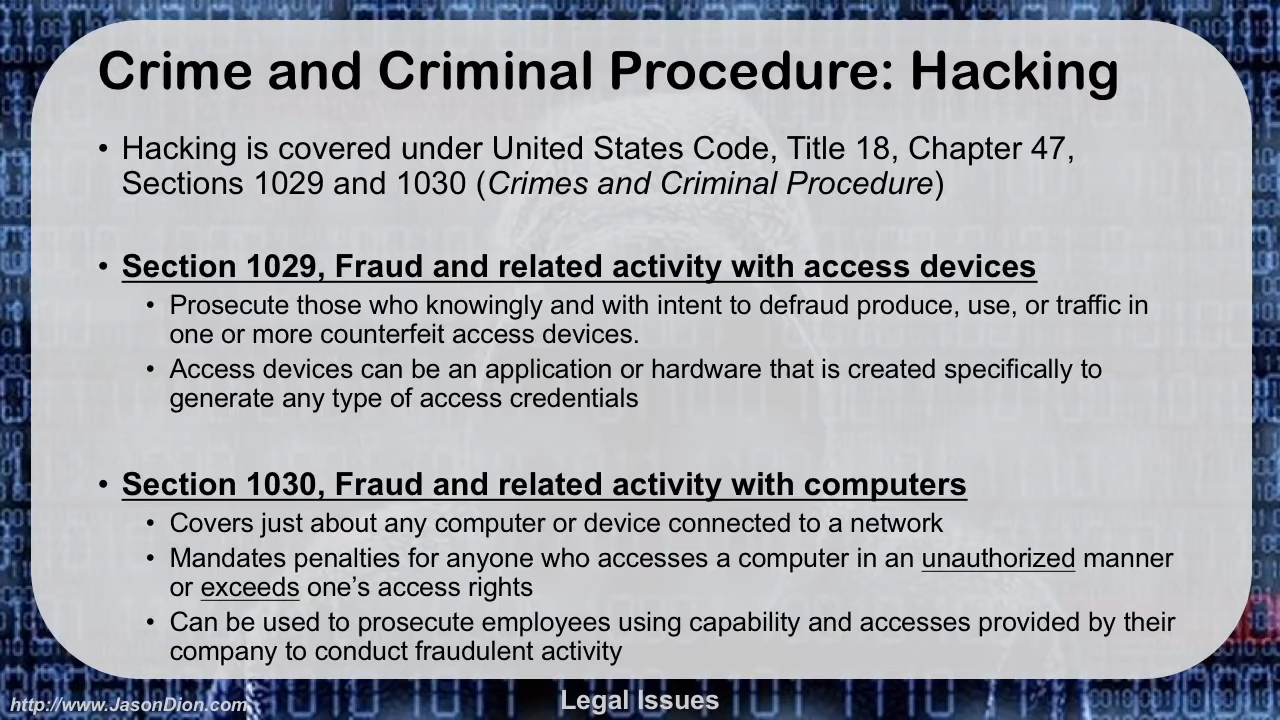 Crime and Criminal Procedure: Hacking
• Hacking is covered under United States Code, Title 18, Chapter 47,
Sections 1029 and 1030 (Crimes and Criminal Procedure)
• Section 1029, Fraud and related activity with access devices
• Prosecute those who knowingly and with intent to defraud produce, use, or traffic in
one or more counterfeit access devices.
• Access devices can be an application or hardware that is created specifically to
generate any type of access credentials
• Section 1030, Fraud and related activity with computers
• Covers just about any computer or device connected to a network
• Mandates penalties for anyone who accesses a computer in an unauthorized manner
or exceeds one’s access rights
• Can be used to prosecute employees using capability and accesses provided by their
company to conduct fraudulent activity
http://www.JasonDion.com
Legal Issues